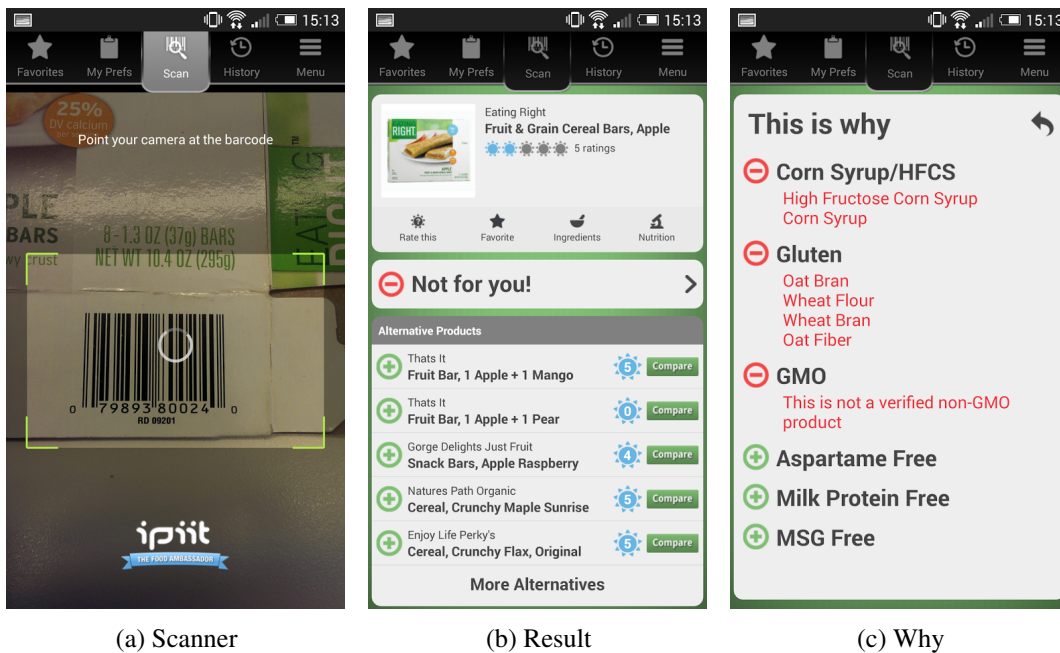 15:13
Favorites
My Prefs
Scan
History
Menu
25%
DV calcium
Point your camera at the barcode
PLE
BARS
wy crust
8 - 1.3 OZ (37g) BARS
NET WT 10.4 OZ (295g)
EATING
RIGHT
0 79893 80024 0
RD 09201
ipiit
THE FOOD AMBASSADOR
(a) Scanner
15:13
Favorites
My Prefs
Scan
History
Menu
EATING
RIGHT
APPLE
Eating Right
Fruit & Grain Cereal Bars, Apple
5 ratings
Rate this
Favorite
Ingredients
Nutrition
Not for you!
Alternative Products
Thats It
Fruit Bar, 1 Apple + 1 Mango
5
Compare
Thats It
Fruit Bar, 1 Apple + 1 Pear
0
Compare
Gorge Delights Just Fruit
Snack Bars, Apple Raspberry
4
Compare
Natures Path Organic
Cereal, Crunchy Maple Sunrise
5
Compare
Enjoy Life Perky's
Cereal, Crunchy Flax, Original
5
Compare
More Alternatives
(b) Result
15:13
Favorites
My Prefs
Scan
History
Menu
This is why
Corn Syrup/HFCS
High Fructose Corn Syrup
Corn Syrup
Gluten
Oat Bran
Wheat Flour
Wheat Bran
Oat Fiber
GMO
This is not a verified non-GMO
product
Aspartame Free
Milk Protein Free
MSG Free
(c) Why